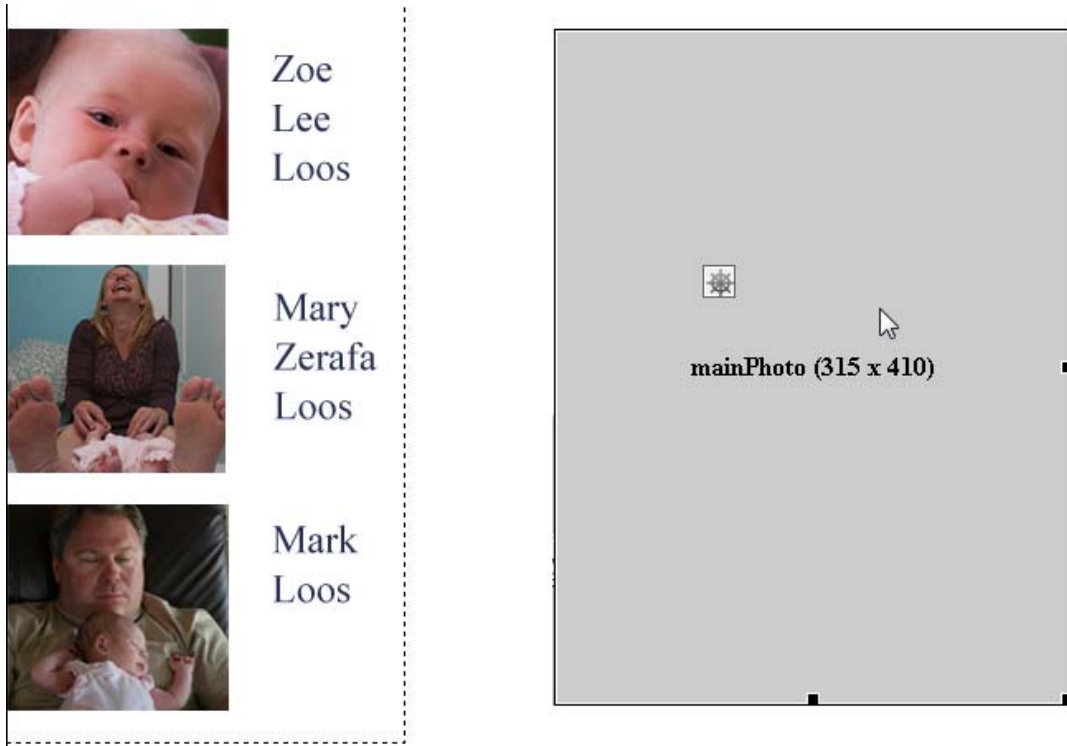 Zoe
Lee
Loos
Mary
Zerafa
Loos
Mark
Loos
mainPhoto (315 x 410)